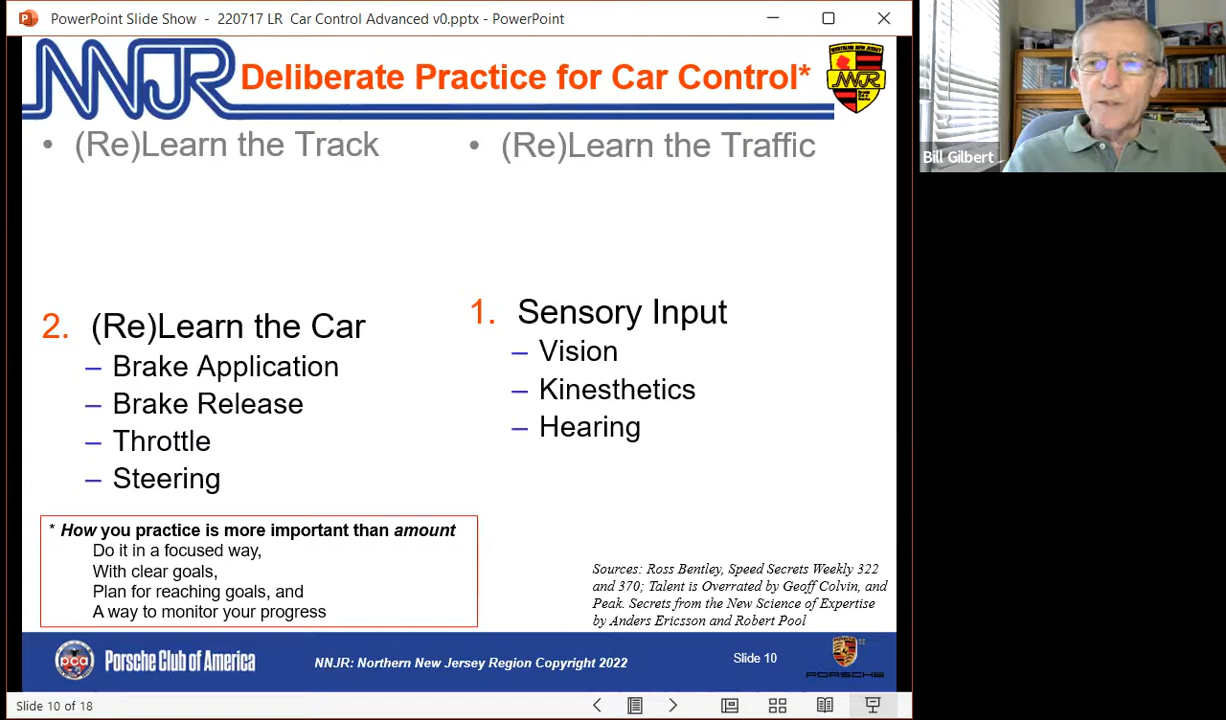 PowerPoint Slide Show - 220717 LR Car Control Advanced v0.pptx - PowerPoint
NNJR
Deliberate Practice for Car Control*
• (Re)Learn the Track
• (Re)Learn the Traffic
2. (Re)Learn the Car
– Brake Application
– Brake Release
– Throttle
– Steering
1. Sensory Input
– Vision
– Kinesthetics
– Hearing
* How you practice is more important than amount
Do it in a focused way,
With clear goals,
Plan for reaching goals, and
A way to monitor your progress
Sources: Ross Bentley, Speed Secrets Weekly 322
and 370; Talent is Overrated by Geoff Colvin, and
Peak. Secrets from the New Science of Expertise
by Anders Ericsson and Robert Pool
pca
Porsche Club of America
NNJR: Northern New Jersey Region Copyright 2022
Slide 10
PORSCHE
Slide 10 of 18
Bill Gilbert